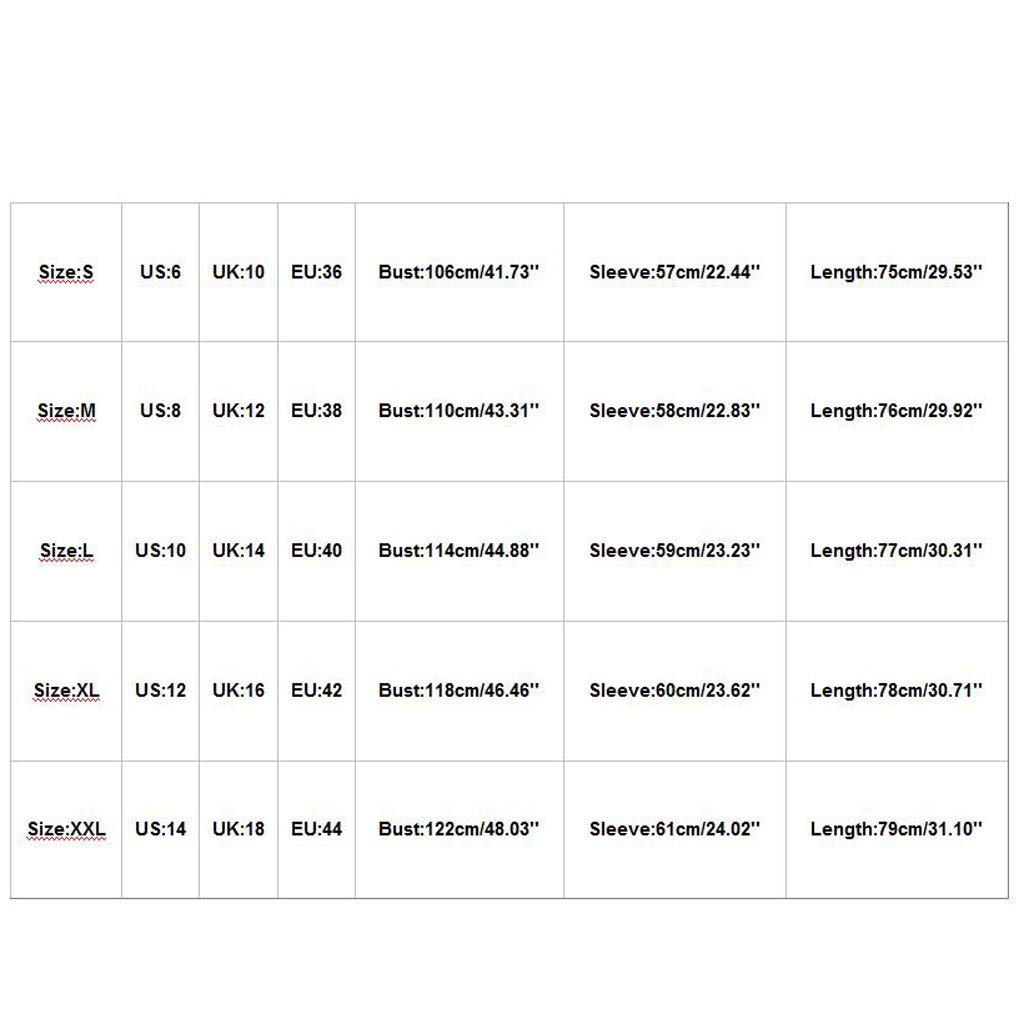 Size:S US:6 UK:10 EU:36 Bust:106cm/41.73'' Sleeve:57cm/22.44'' Length:75cm/29.53''
Size:M US:8 UK:12 EU:38 Bust:110cm/43.31'' Sleeve:58cm/22.83'' Length:76cm/29.92''
Size:L US:10 UK:14 EU:40 Bust:114cm/44.88'' Sleeve:59cm/23.23'' Length:77cm/30.31''
Size:XL US:12 UK:16 EU:42 Bust:118cm/46.46'' Sleeve:60cm/23.62'' Length:78cm/30.71''
Size:XXL US:14 UK:18 EU:44 Bust:122cm/48.03'' Sleeve:61cm/24.02'' Length:79cm/31.10''